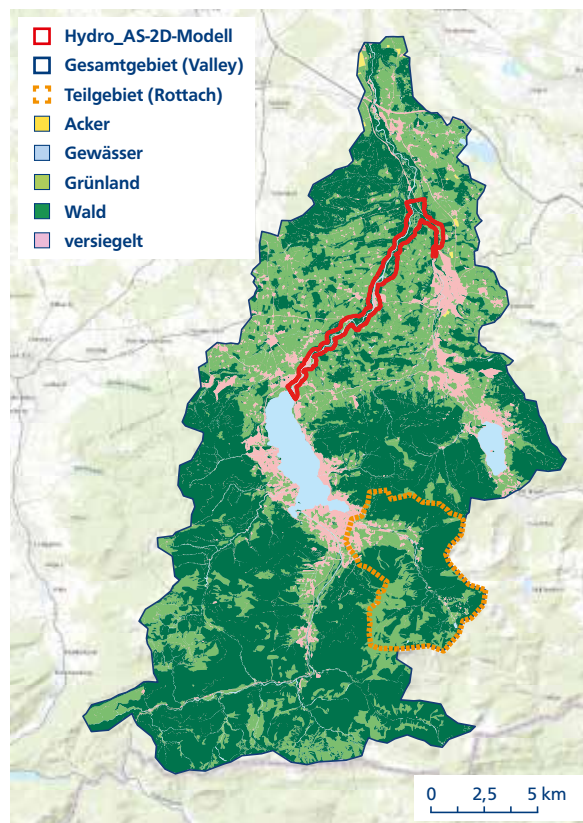 Hydro_AS-2D-Modell
Gesamtgebiet (Valley)
Teilgebiet (Rottach)
Acker
Gewässer
Grünland
Wald
versiegelt
0 2,5 5 km